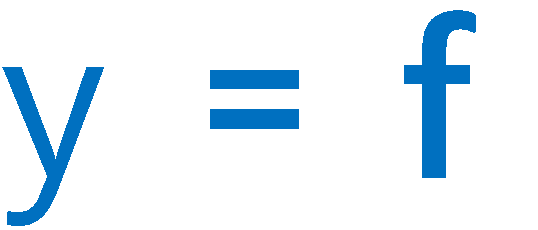 y = f